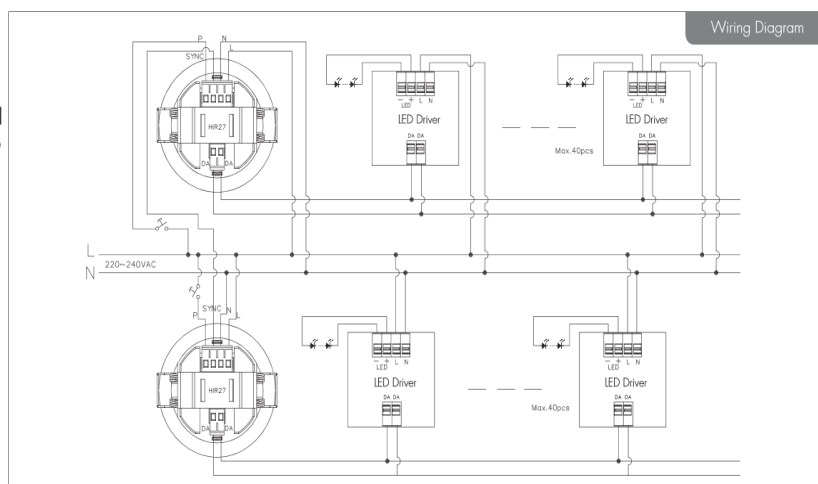 Wiring Diagram
P
N
L
SYNC
HIR27
DA
DA
− + L N
LED
LED Driver
DA DA
Max.40pcs
− + L N
LED
LED Driver
DA DA
L
220~240VAC
N
P
SYNC
N
L
HIR27
DA
DA
− + L N
LED
LED Driver
DA DA
Max.40pcs
− + L N
LED
LED Driver
DA DA